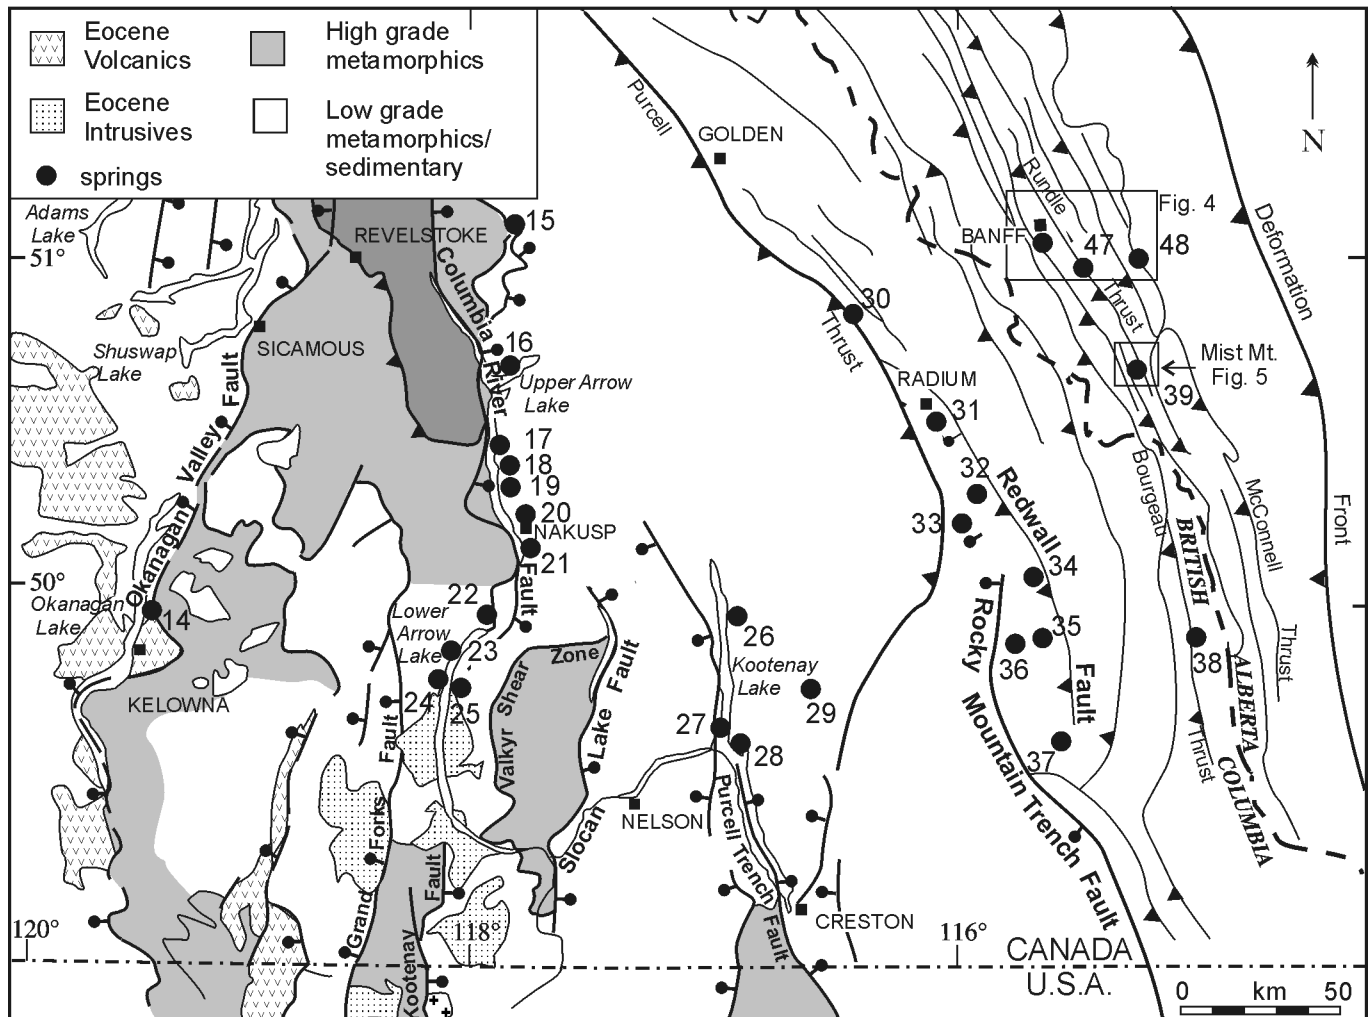 Eocene
Volcanics
High grade
metamorphics
Eocene
Intrusives
Low grade
metamorphics/
sedimentary
springs
N
Purcell
GOLDEN
Rundle
Fig. 4
Adams
Lake
REVELSTOKE
15
BANFF
47
48
Deformation
51°
Columbia River
Thrust
30
Thrust
SICAMOUS
Shuswap
Lake
Fault
16
Upper Arrow
Lake
Mist Mt.
Fig. 5
39
RADIUM
31
Valley
17
18
19
32
Redwall
Bourgeau
McConnell
Front
20
NAKUSP
33
21
BRITISH
Okanagan
50°
Fault
34
Okanagan
Lake
14
22
Lower
Arrow
Lake
23
26
Rocky
35
36
38
Zone
Kootenay
Lake
Thrust
ALBERTA
KELOWNA
24
25
Valkyr Shear
Lake Fault
27
28
29
Fault
Fault
37
Thrust
Mountain Trench Fault
COLUMBIA
NELSON
Slocan
Purcell Trench
Grand Forks
Fault
CRESTON
Fault
120°
118°
116°
CANADA
U.S.A.
Kootenay
0 km 50